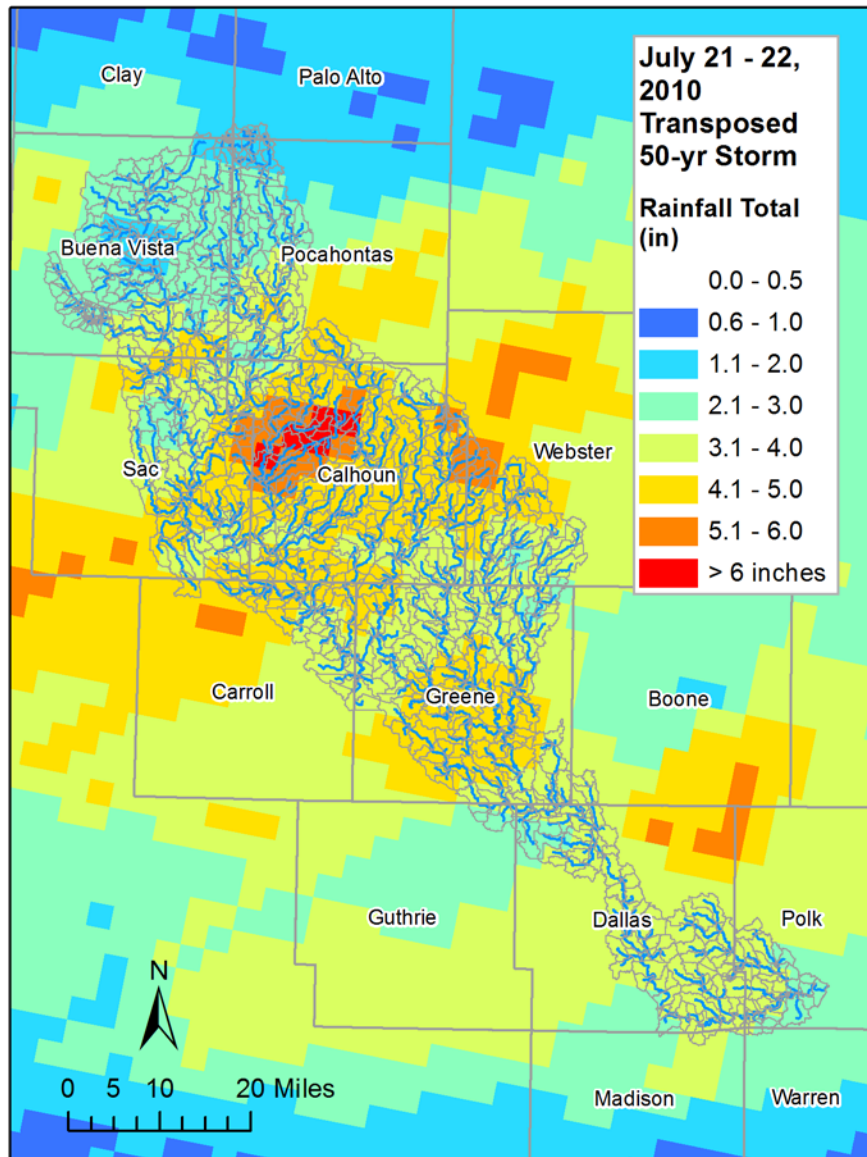 Clay
Palo Alto
July 21 - 22,
2010
Transposed
50-yr Storm
Rainfall Total
(in)
0.0 - 0.5
0.6 - 1.0
1.1 - 2.0
2.1 - 3.0
3.1 - 4.0
4.1 - 5.0
5.1 - 6.0
> 6 inches
Buena Vista
Pocahontas
Sac
Calhoun
Webster
Carroll
Greene
Boone
Guthrie
Dallas
Polk
N
0 5 10 20 Miles
Madison
Warren